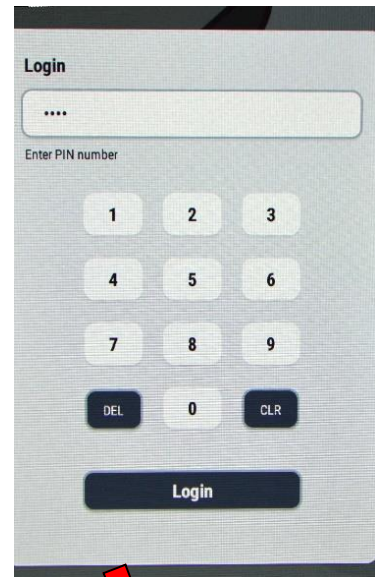 Login
••••
Enter PIN number
1 2 3
4 5 6
7 8 9
DEL 0 CLR
Login